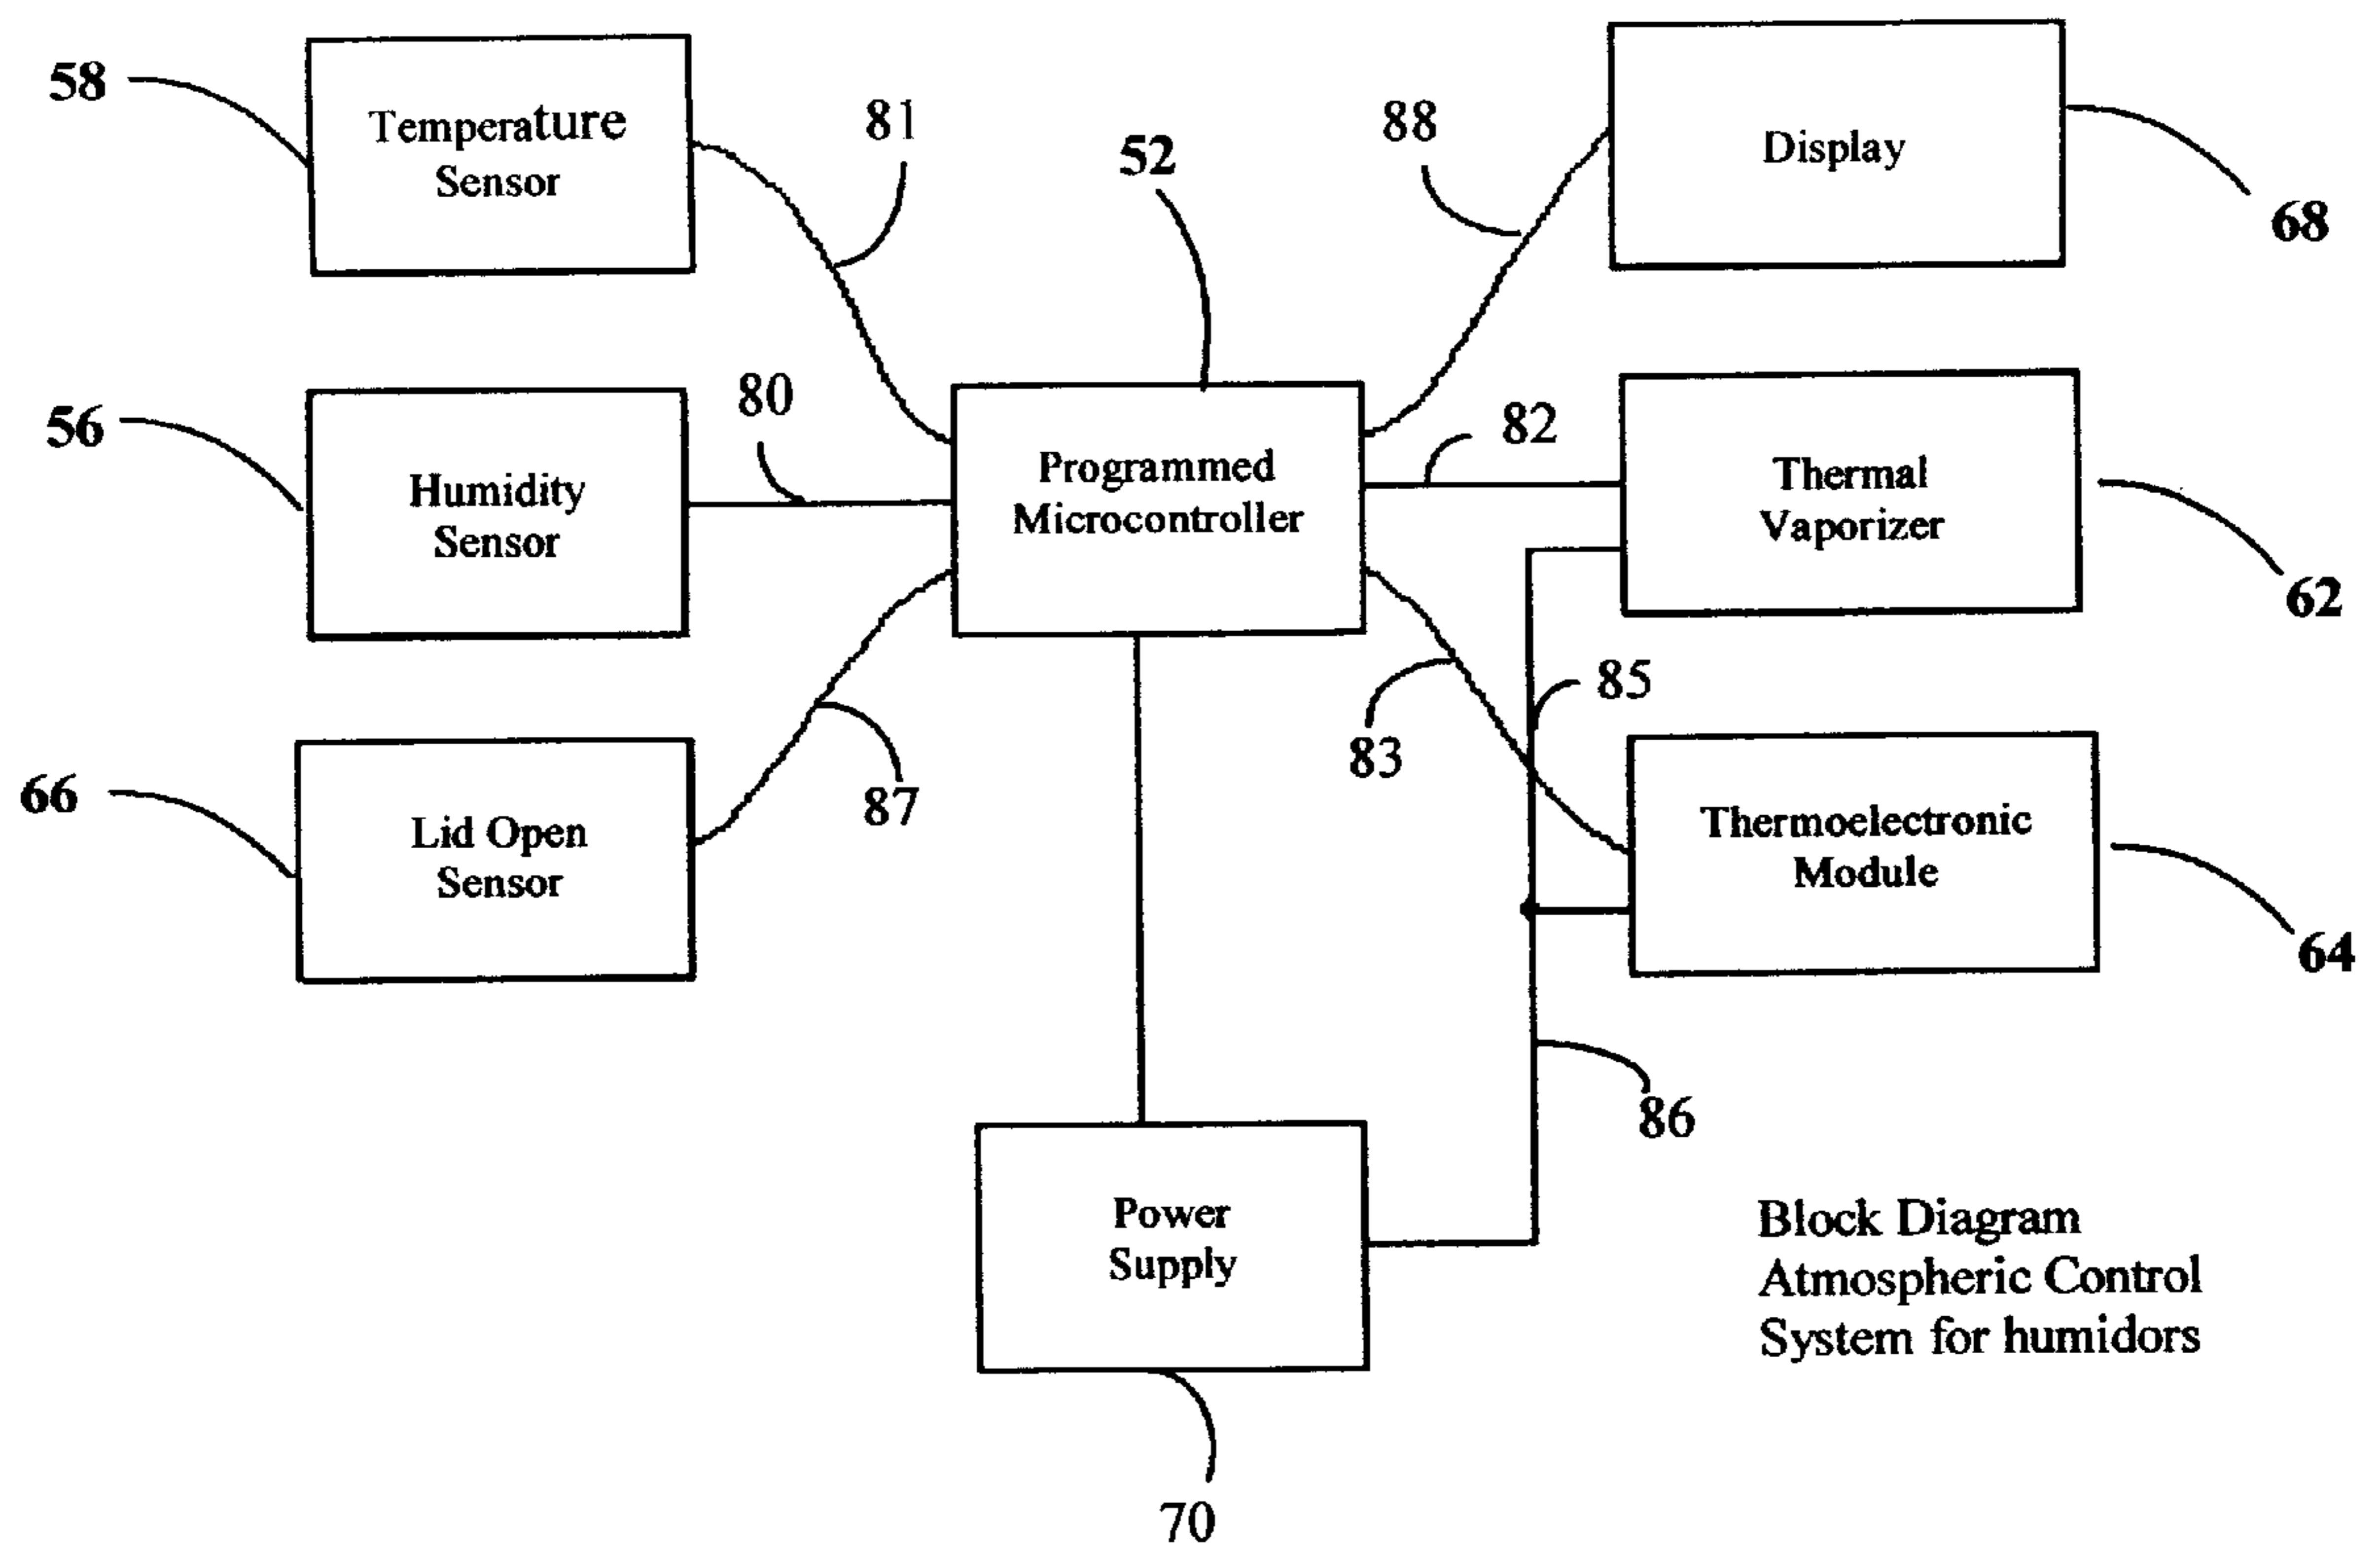 58
Temperature
Sensor
81
52
88
Display
68
56
Humidity
Sensor
80
Programmed
Microcontroller
82
Thermal
Vaporizer
62
66
Lid Open
Sensor
87
83
85
Thermoelectronic
Module
64
86
Power
Supply
70
Block Diagram
Atmospheric Control
System for humidors